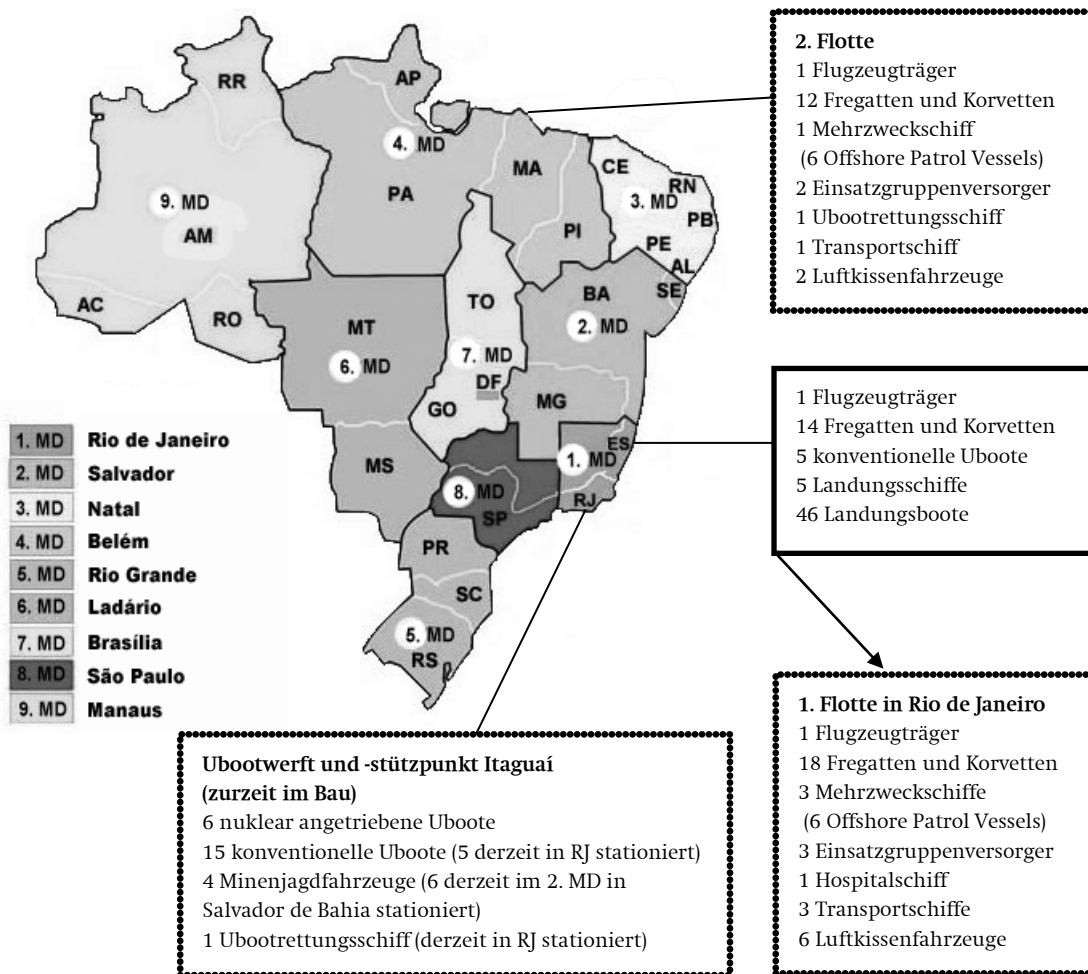 2. Flotte
1 Flugzeugträger
12 Fregatten und Korvetten
1 Mehrzweckschiff
(6 Offshore Patrol Vessels)
2 Einsatzgruppenversorger
1 Ubootrettungsschiff
1 Transportschiff
2 Luftkissenfahrzeuge
RR
AP
4. MD
PA
MA
PI
CE
RN
3. MD
PB
PE
AL
SE
9. MD
AM
AC
RO
MT
6. MD
TO
7. MD
DF
GO
BA
2. MD
MG
ES
1. MD
RJ
MS
8. MD
SP
PR
SC
5. MD
RS
1 Flugzeugträger
14 Fregatten und Korvetten
5 konventionelle Uboote
5 Landungsschiffe
46 Landungsboote
1. MD Rio de Janeiro
2. MD Salvador
3. MD Natal
4. MD Belém
5. MD Rio Grande
6. MD Ladário
7. MD Brasília
8. MD São Paulo
9. MD Manaus
1. Flotte in Rio de Janeiro
1 Flugzeugträger
18 Fregatten und Korvetten
3 Mehrzweckschiffe
(6 Offshore Patrol Vessels)
3 Einsatzgruppenversorger
1 Hospitalschiff
3 Transportschiffe
6 Luftkissenfahrzeuge
Ubootwerft und -stützpunkt Itaguaí
(zurzeit im Bau)
6 nuklear angetriebene Uboote
15 konventionelle Uboote (5 derzeit in RJ stationiert)
4 Minenjagdfahrzeuge (6 derzeit im 2. MD in
Salvador de Bahia stationiert)
1 Ubootrettungsschiff (derzeit in RJ stationiert)